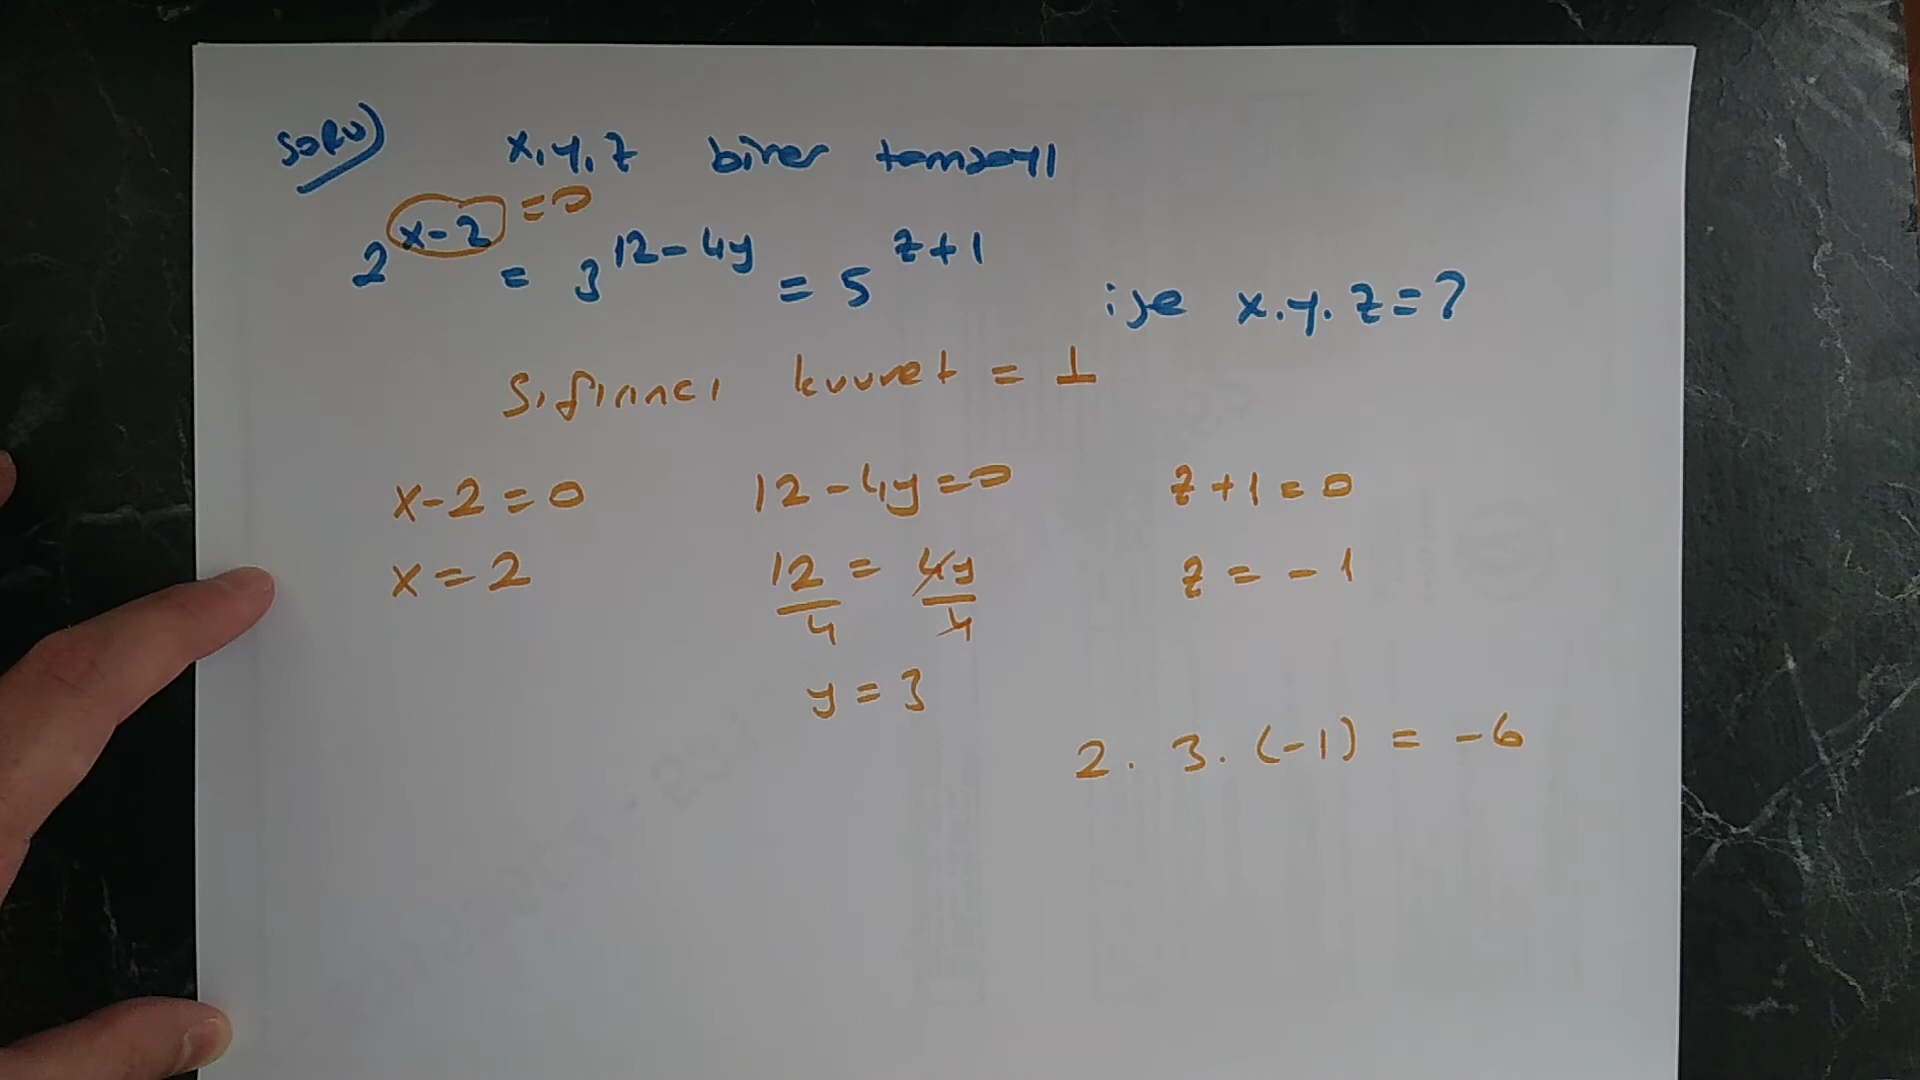 SORU) x, y, z birer tamsayı
2^(x-2) = 3^(12-4y) = 5^(z+1)
=0
ise x.y.z=?
Sıfırıncı kuvvet = 1
x-2=0 12-4y=0 z+1=0
x=2 12/4 = 4y/4 z=-1
y=3
2. 3. (-1) = -6